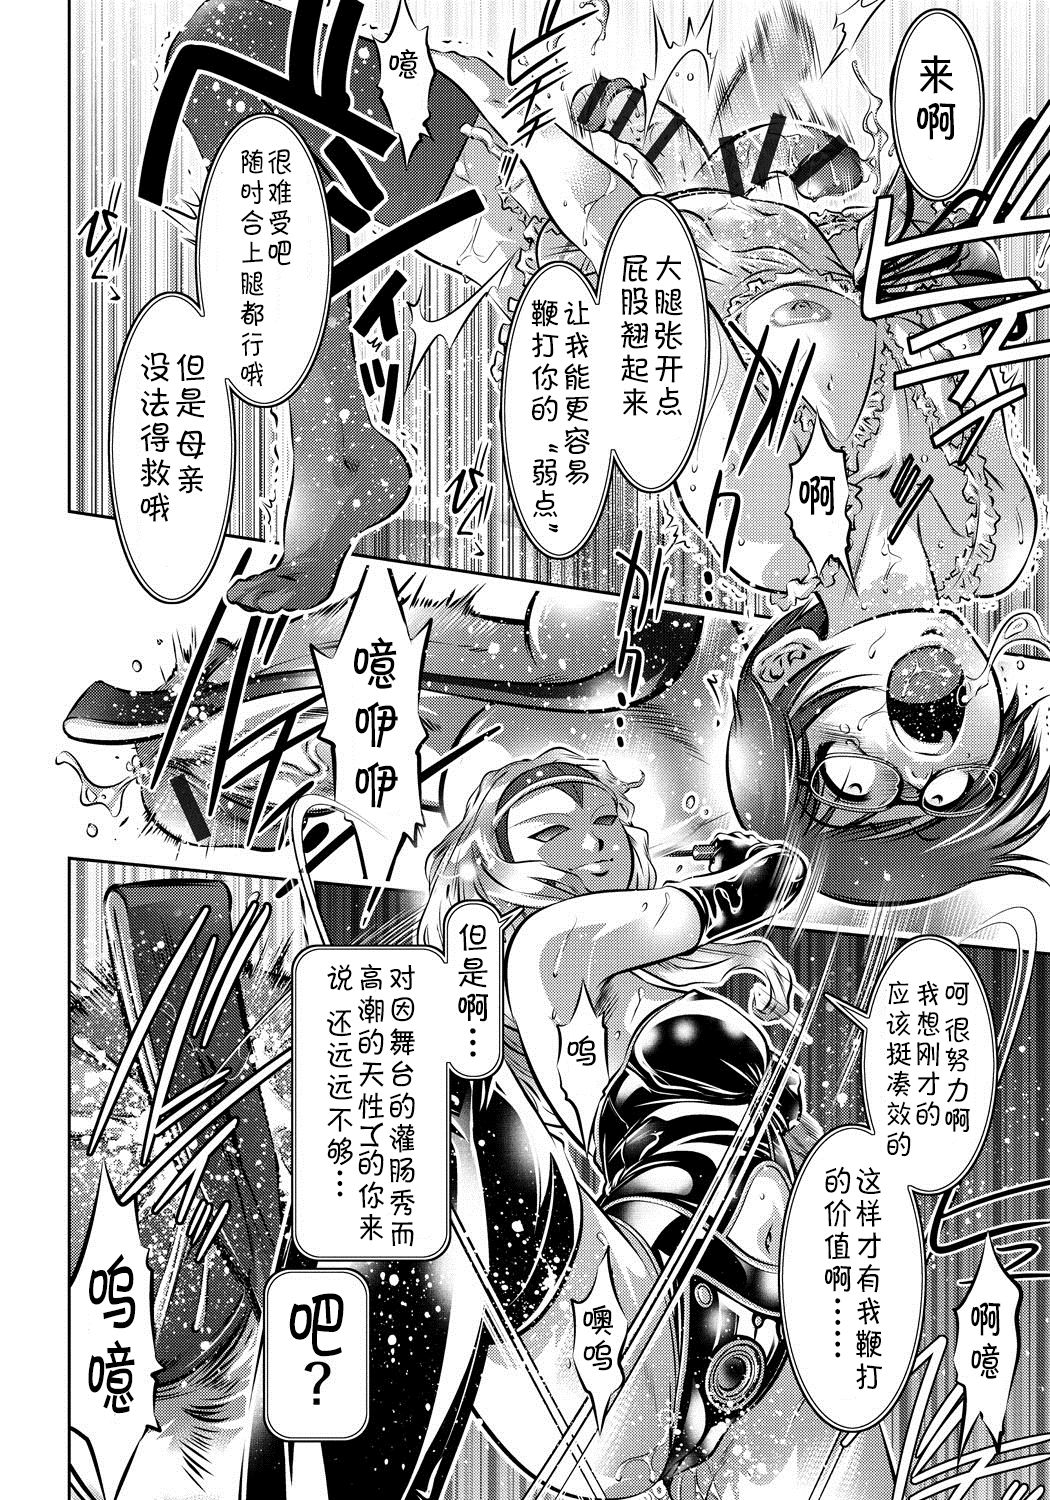 来啊
大腿张开点
屁股翘起来
让我能更容易
鞭打你的〝弱点〞
噫
很难受吧
随时合上腿都行哦
但是母亲
没法得救哦
啊
噫咿咿
呵 很努力啊
我想刚才的
应该挺凑效的
这样才有我鞭打
的价值啊……
但是啊…
对因舞台的灌肠秀而
高潮的天性了的你来
说 还远远不够…
吧?
呜
噢呜
啊噫
呜噫